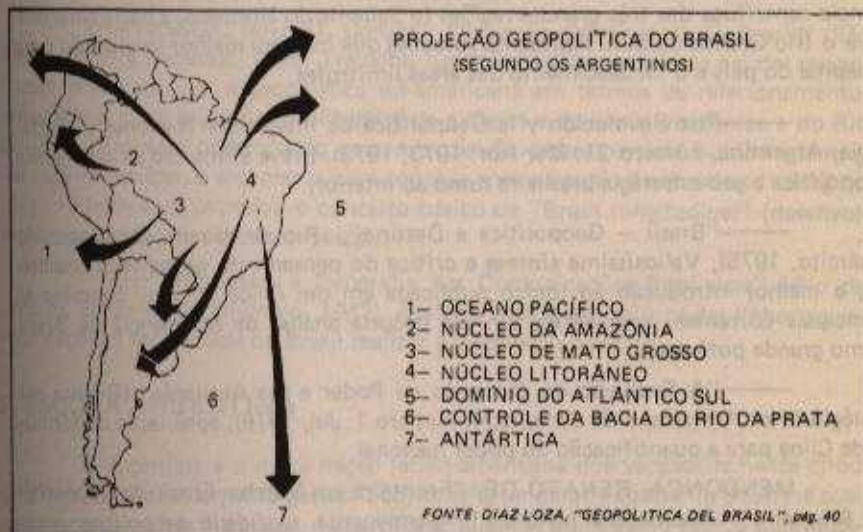 PROJEÇÃO GEOPOLÍTICA DO BRASIL
(SEGUNDO OS ARGENTINOS)
2
4
3
5
1
6
7
1– OCEANO PACÍFICO
2– NÚCLEO DA AMAZÔNIA
3– NÚCLEO DE MATO GROSSO
4– NÚCLEO LITORÂNEO
5– DOMÍNIO DO ATLÂNTICO SUL
6– CONTROLE DA BACIA DO RIO DA PRATA
7– ANTÁRTICA
FONTE: DIAZ LOZA, "GEOPOLITICA DEL BRASIL", pág. 40